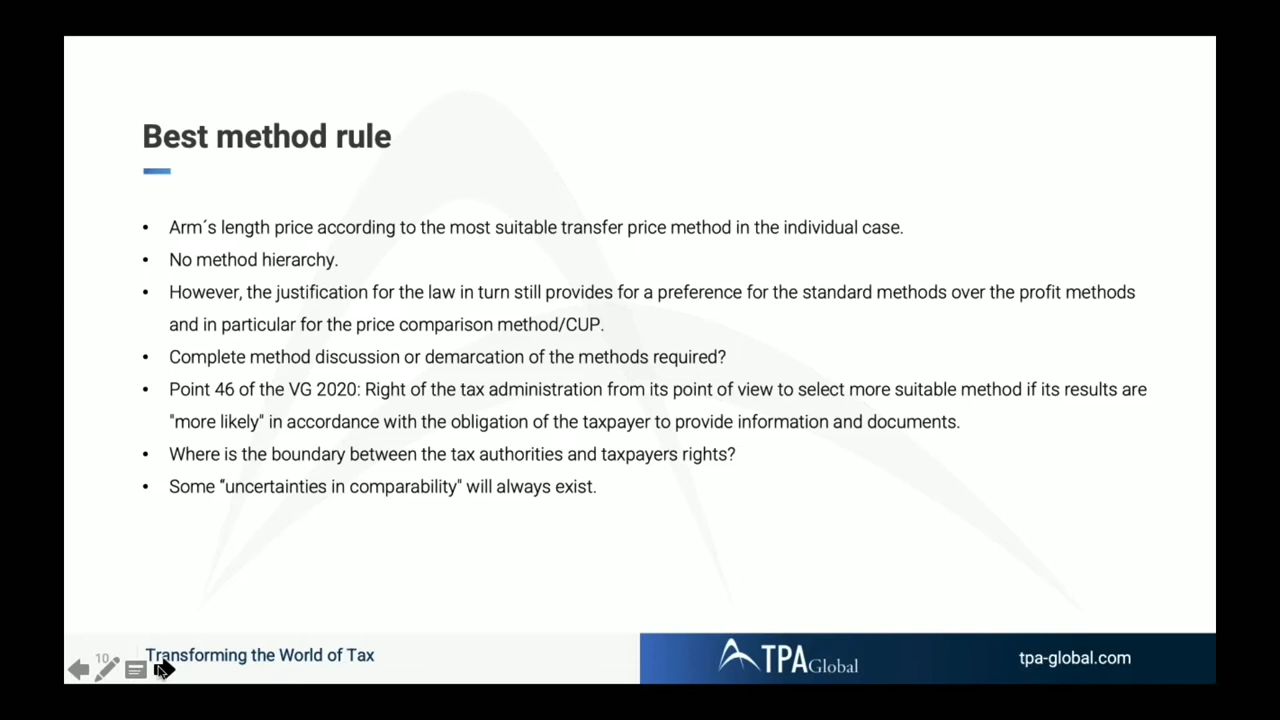 Best method rule
• Arm´s length price according to the most suitable transfer price method in the individual case.
• No method hierarchy.
• However, the justification for the law in turn still provides for a preference for the standard methods over the profit methods
and in particular for the price comparison method/CUP.
• Complete method discussion or demarcation of the methods required?
• Point 46 of the VG 2020: Right of the tax administration from its point of view to select more suitable method if its results are
"more likely" in accordance with the obligation of the taxpayer to provide information and documents.
• Where is the boundary between the tax authorities and taxpayers rights?
• Some “uncertainties in comparability" will always exist.
10
Transforming the World of Tax
TPA Global
tpa-global.com